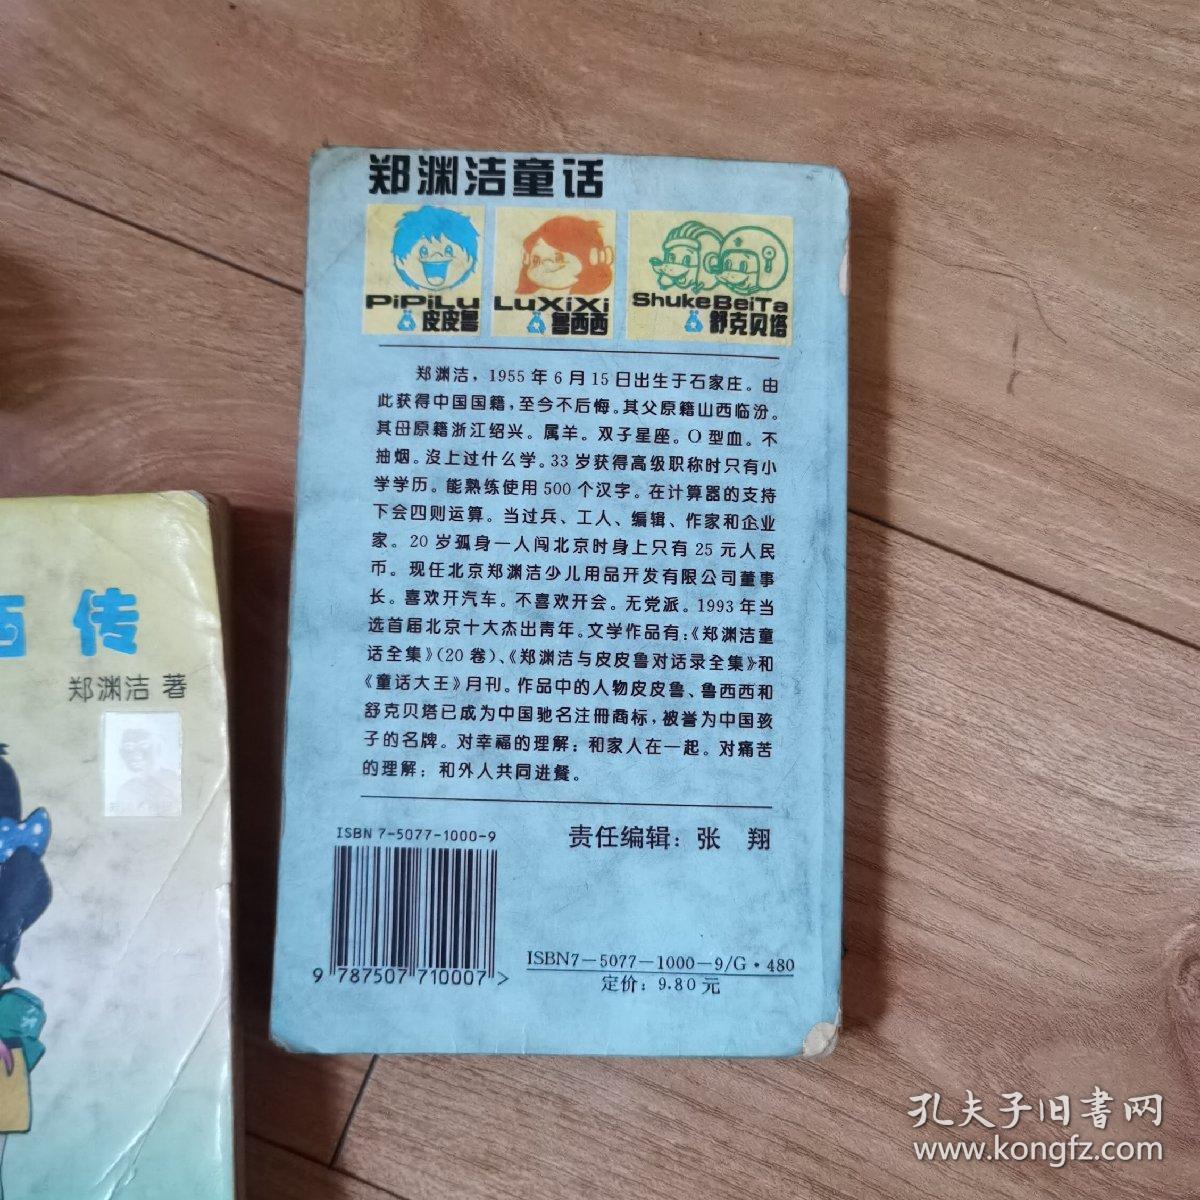 郑渊洁童话
PiPiLu
皮皮鲁
LuXiXi
鲁西西
ShukeBeiTa
舒克贝塔
郑渊洁，1955年6月15日出生于石家庄。由
此获得中国国籍，至今不后悔。其父原籍山西临汾。
其母原籍浙江绍兴。属羊。双子星座。O型血。不
抽烟。没上过什么学。33岁获得高级职称时只有小
学学历。能熟练使用500个汉字。在计算器的支持
下会四则运算。当过兵、工人、编辑、作家和企业
家。20岁孤身一人闯北京时身上只有25元人民
币。现任北京郑渊洁少儿用品开发有限公司董事
长。喜欢开汽车。不喜欢开会。无党派。1993年当
选首届北京十大杰出青年。文学作品有：《郑渊洁童
话全集》(20卷)、《郑渊洁与皮皮鲁对话录全集》和
《童话大王》月刊。作品中的人物皮皮鲁、鲁西西和
舒克贝塔已成为中国驰名注册商标，被誉为中国孩
子的名牌。对幸福的理解：和家人在一起。对痛苦
的理解：和外人共同进餐。
ISBN 7-5077-1000-9
责任编辑：张 翔
9 787507 710007 >
ISBN7-5077-1000-9/G·480
定价：9.80元
西传
郑渊洁 著
孔夫子旧书网
www.kongfz.com